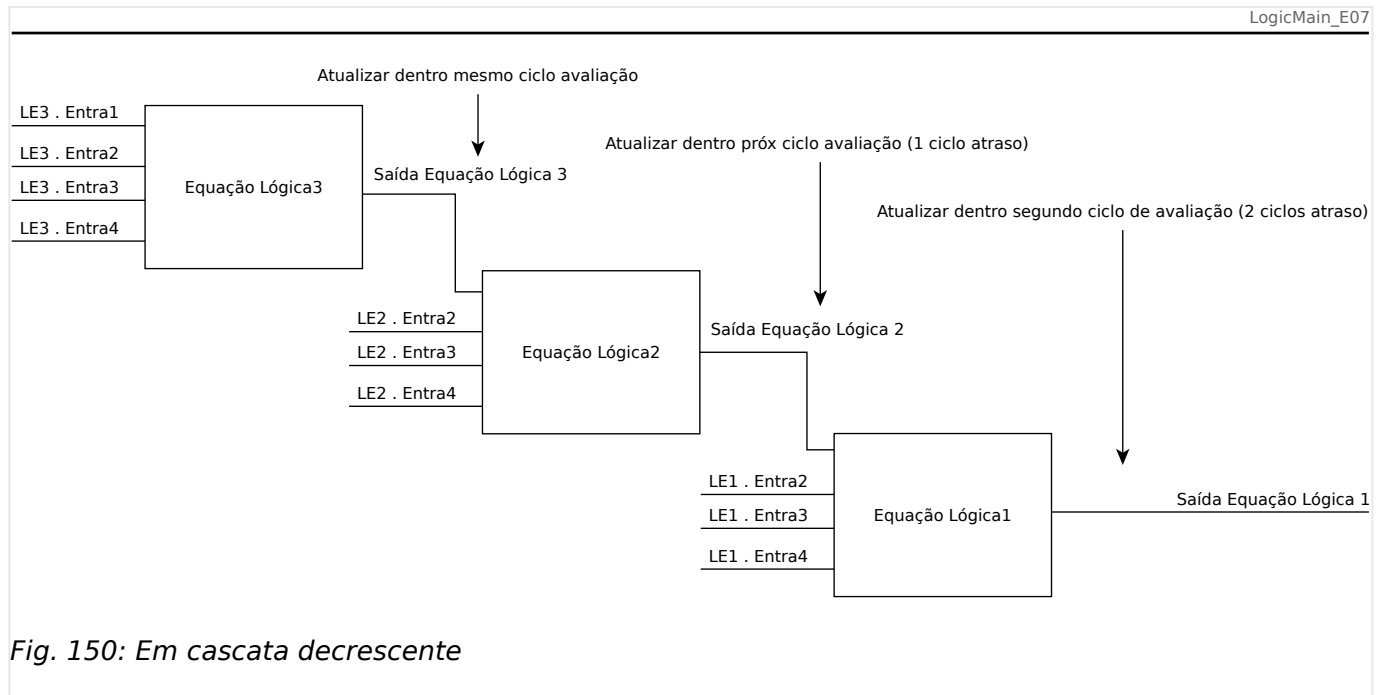 LogicMain_E07
Atualizar dentro mesmo ciclo avaliação
LE3 . Entra1
LE3 . Entra2
LE3 . Entra3
LE3 . Entra4
Equação Lógica3
Saída Equação Lógica 3
Atualizar dentro próx ciclo avaliação (1 ciclo atraso)
LE2 . Entra2
LE2 . Entra3
LE2 . Entra4
Equação Lógica2
Saída Equação Lógica 2
Atualizar dentro segundo ciclo de avaliação (2 ciclos atraso)
LE1 . Entra2
LE1 . Entra3
LE1 . Entra4
Equação Lógica1
Saída Equação Lógica 1
Fig. 150: Em cascata decrescente